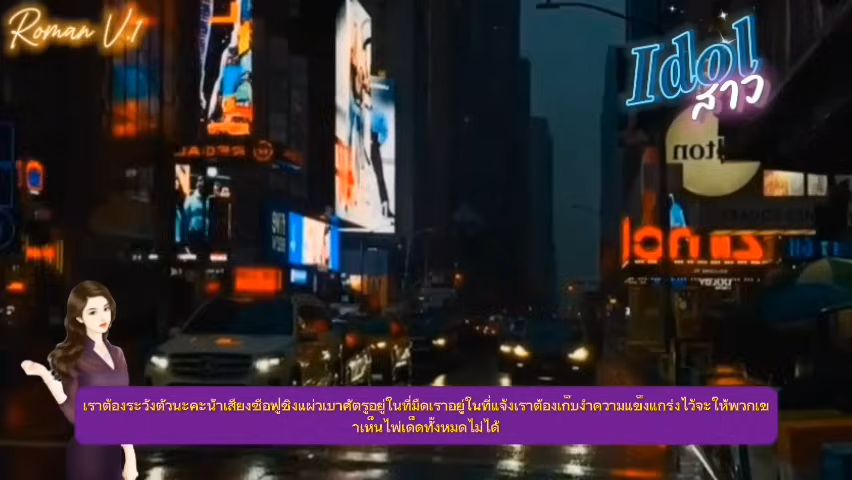 Roman V.1
Idol
สาว
เราต้องระวังตัวนะคะน้าเสียงซือฟูชิงแผ่วเบาศัตรูอยู่ในที่มืดเราอยู่ในที่แจ้งเราต้องเก็บงำความแข็งแกร่งไว้จะให้พวกเข
าเห็นไพ่เด็ดทั้งหมดไม่ได้